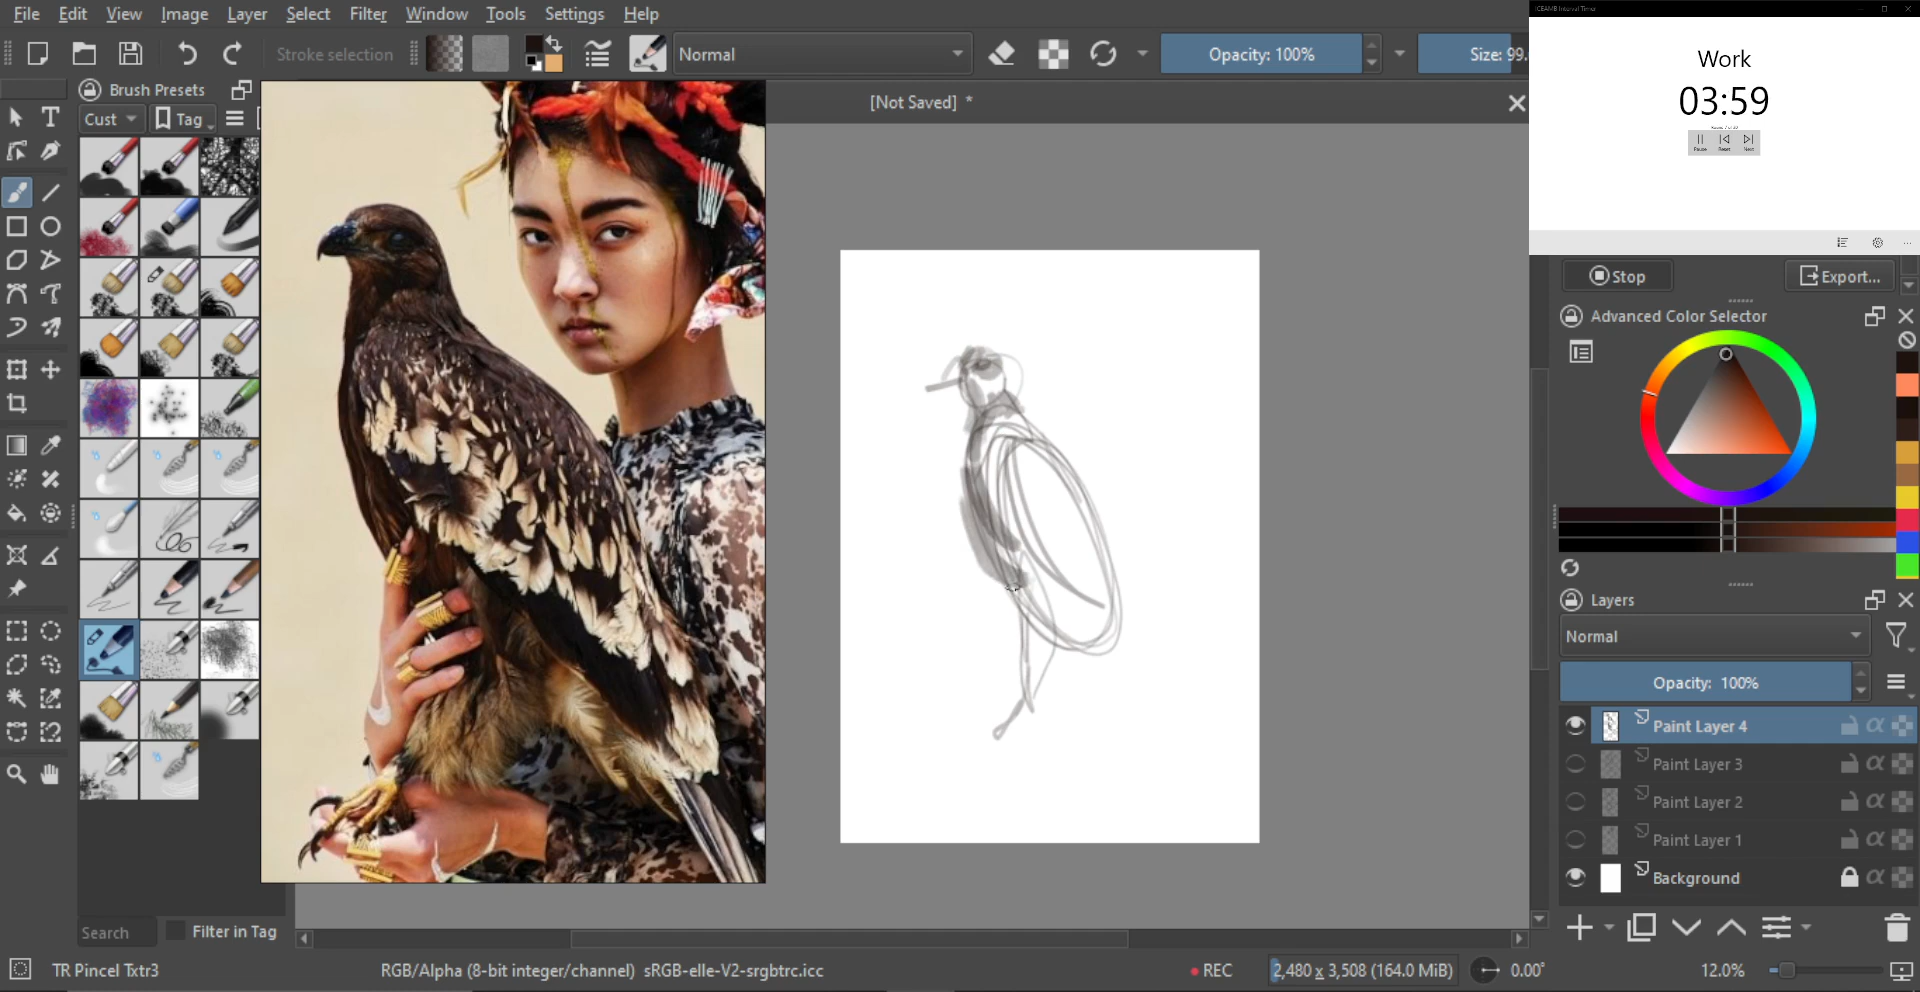 File Edit View Image Layer Select Filter Window Tools Settings Help
Stroke selection Normal Opacity: 100% Size: 99.
Brush Presets
Cust Tag
[Not Saved] *
Work
03:59
Pause Reset Next
Stop Export...
Advanced Color Selector
Layers
Normal
Opacity: 100%
Paint Layer 4
Paint Layer 3
Paint Layer 2
Paint Layer 1
Background
Search Filter in Tag
TR Pincel Txtr3 RGB/Alpha (8-bit integer/channel) sRGB-elle-V2-srgbtrc.icc REC 2,480 x 3,508 (164.0 MiB) 0.00° 12.0%